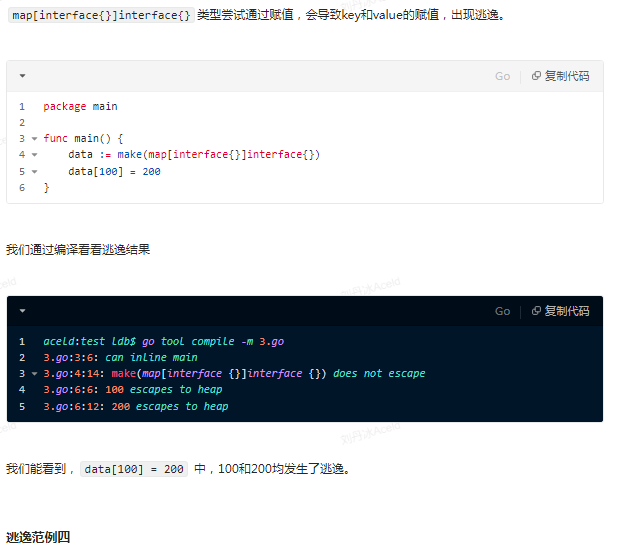 map[interface{}]interface{} 类型尝试通过赋值，会导致key和value的赋值，出现逃逸。
Go 复制代码
1 package main
2
3 func main() {
4 data := make(map[interface{}]interface{})
5 data[100] = 200
6 }
我们通过编译看看逃逸结果
Go 复制代码
1 aceld:test ldb$ go tool compile -m 3.go
2 3.go:3:6: can inline main
3 3.go:4:14: make(map[interface {}]interface {}) does not escape
4 3.go:6:6: 100 escapes to heap
5 3.go:6:12: 200 escapes to heap
我们能看到， data[100] = 200 中，100和200均发生了逃逸。
逃逸范例四